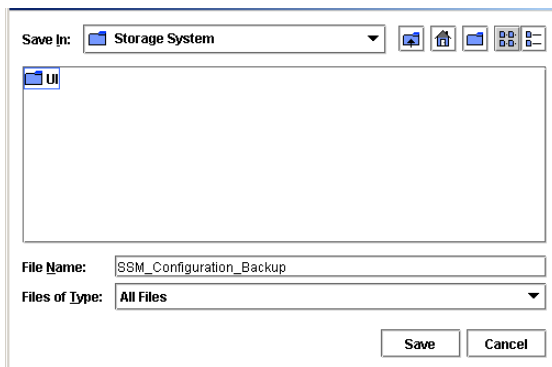 Save In: Storage System
UI
File Name: SSM_Configuration_Backup
Files of Type: All Files
Save Cancel